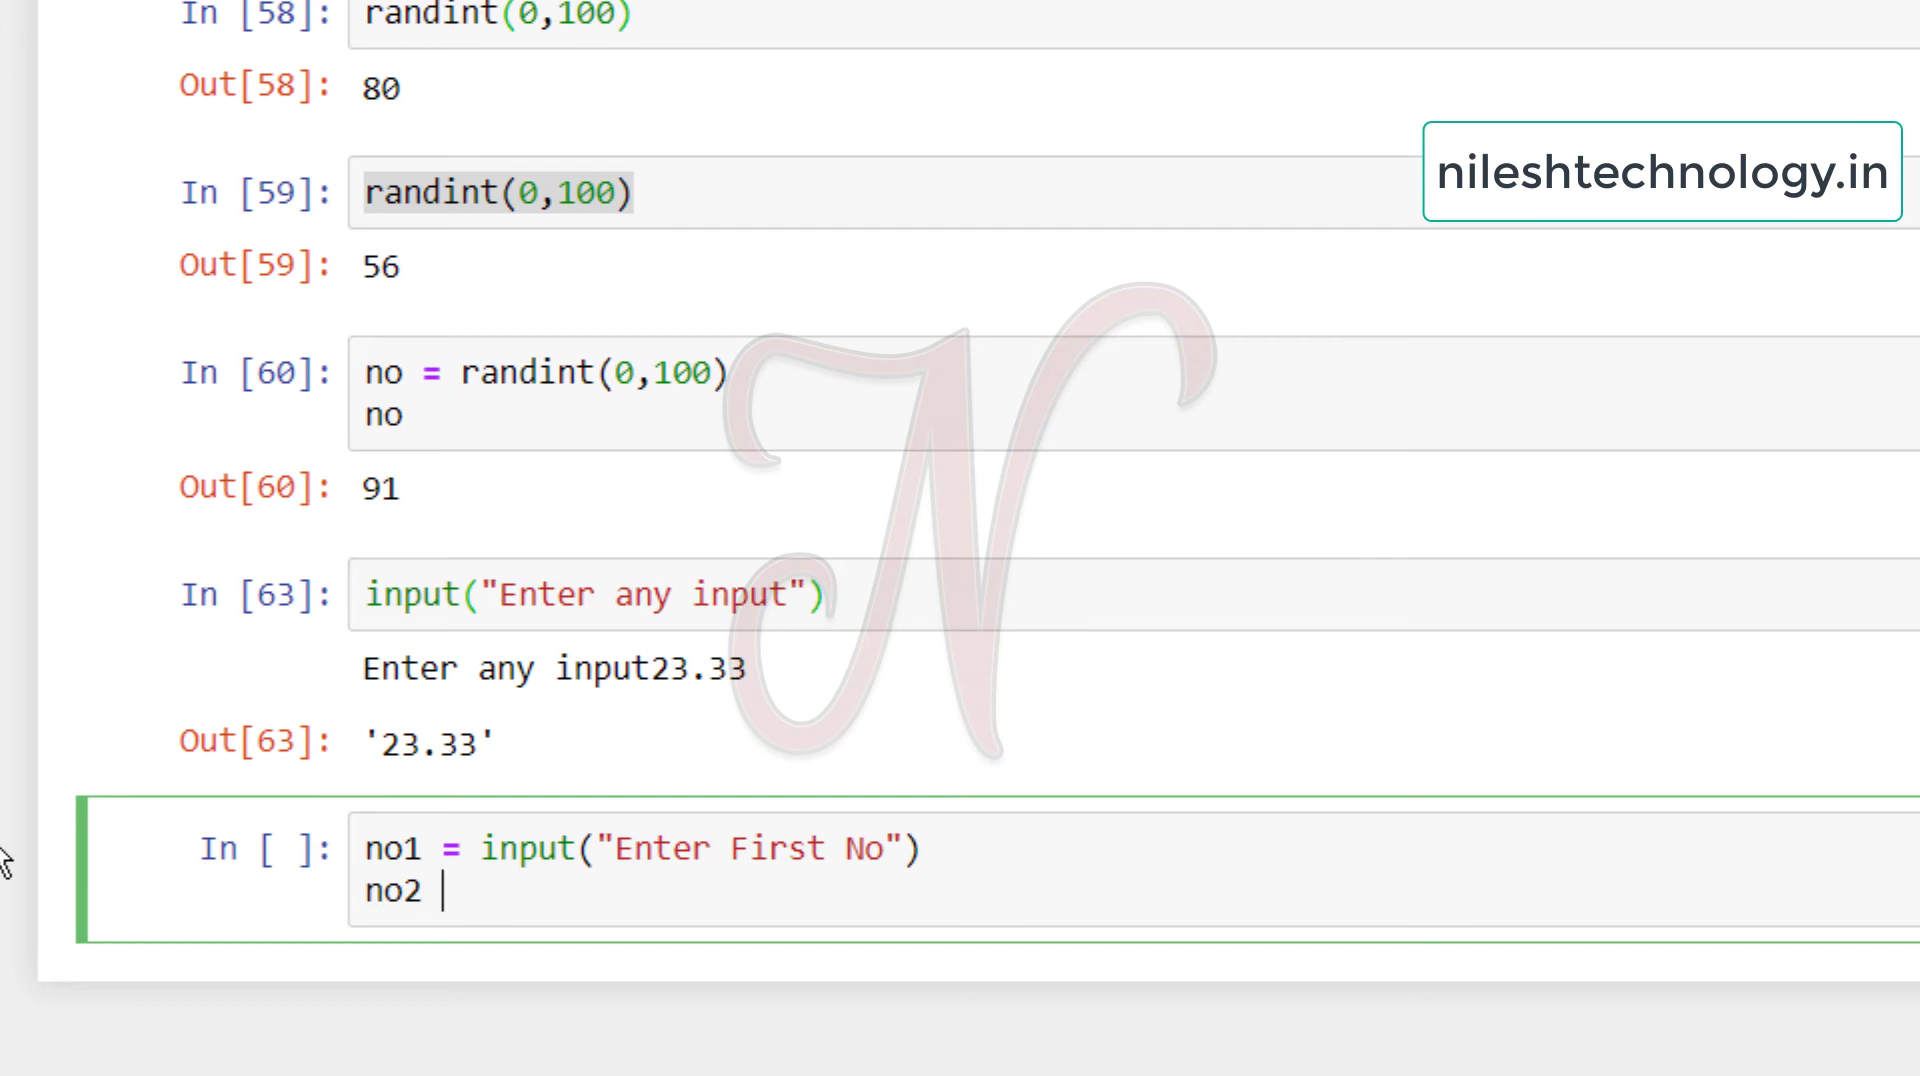 In [58]: randint(0,100)
Out[58]: 80
nileshtechnology.in
In [59]: randint(0,100)
Out[59]: 56
In [60]: no = randint(0,100)
no
Out[60]: 91
In [63]: input("Enter any input")
Enter any input23.33
Out[63]: '23.33'
In [ ]: no1 = input("Enter First No")
no2
N